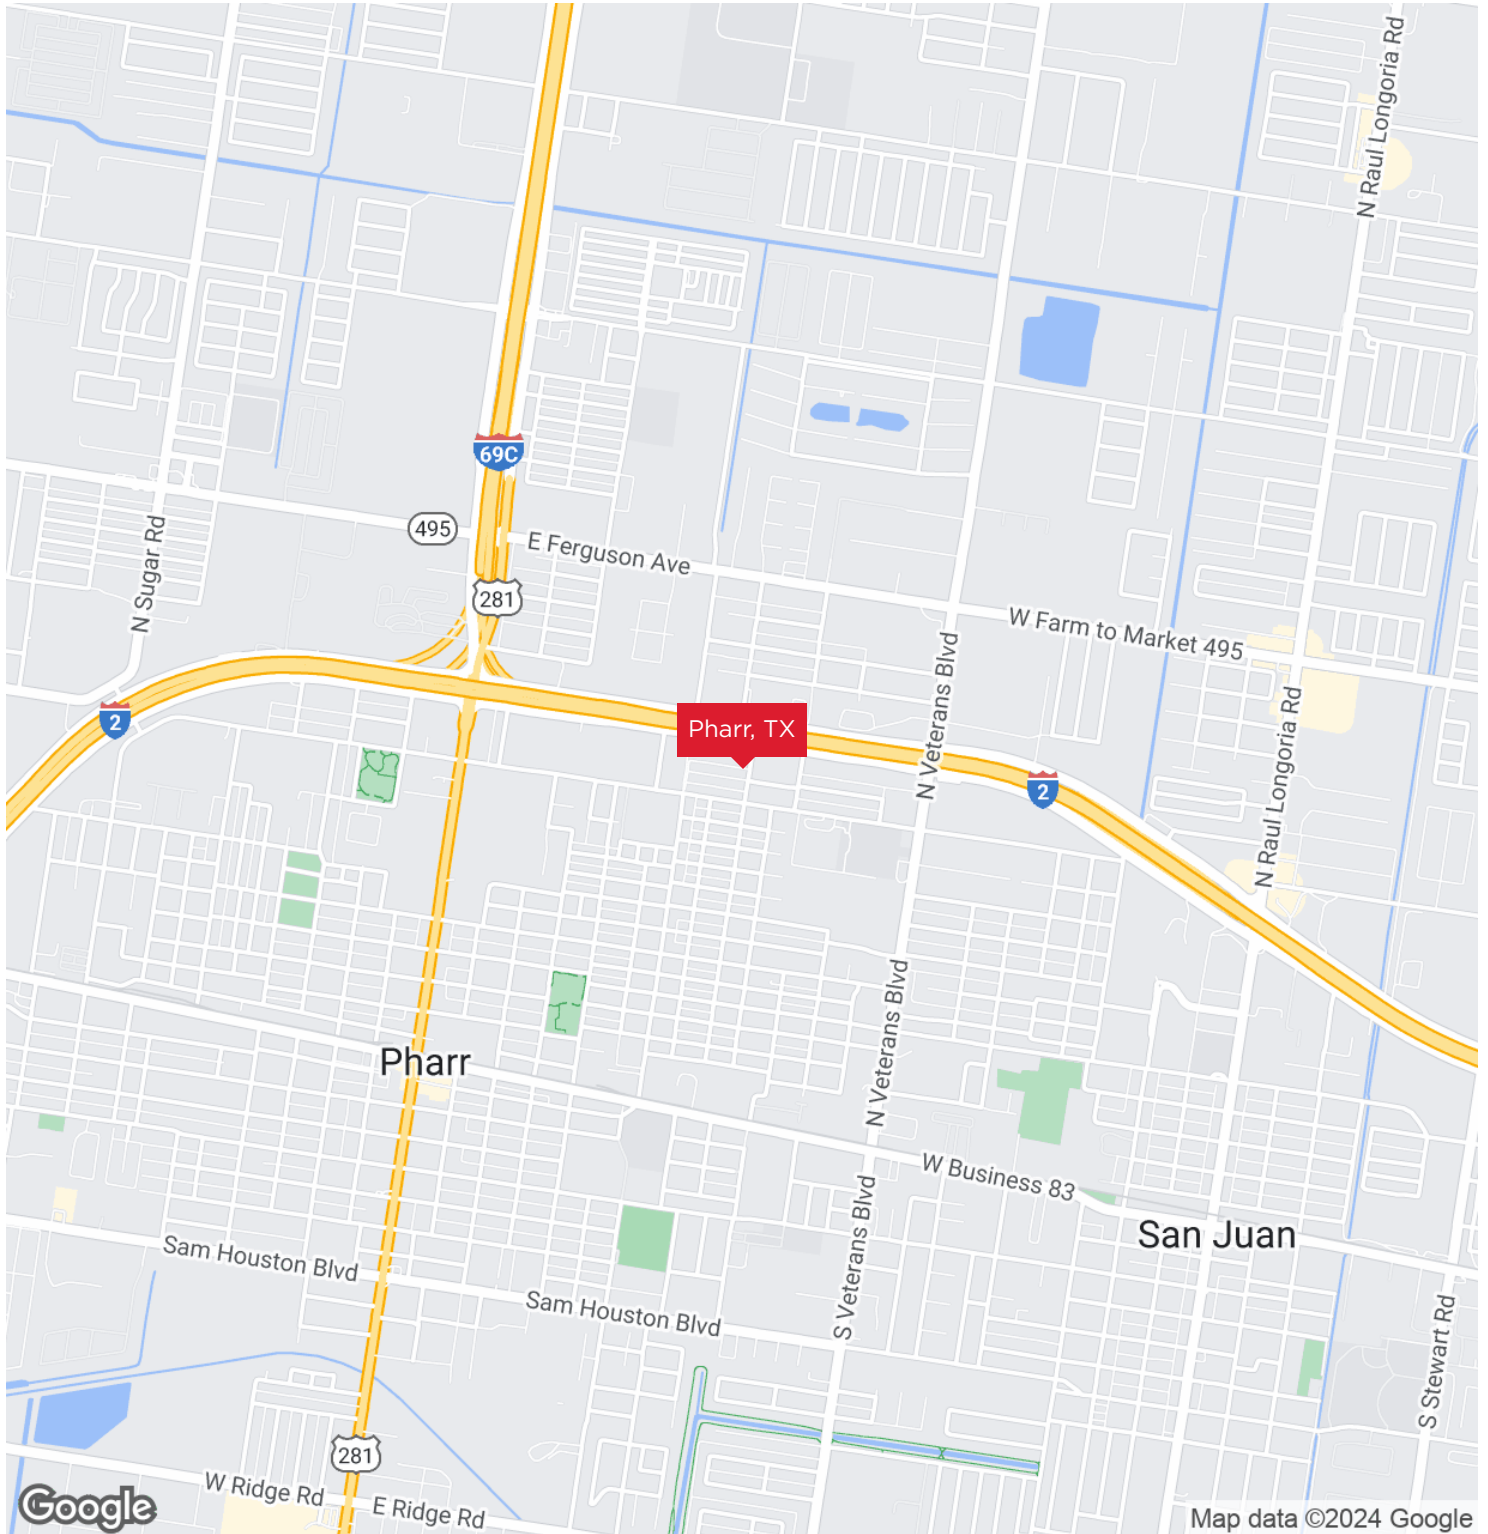 N Raul Longoria Rd
69C
495
E Ferguson Ave
N Sugar Rd
281
W Farm to Market 495
N Veterans Blvd
2
Pharr, TX
N Raul Longoria Rd
2
N Veterans Blvd
Pharr
W Business 83
San Juan
S Veterans Blvd
Sam Houston Blvd
Sam Houston Blvd
S Stewart Rd
281
W Ridge Rd
E Ridge Rd
Google
Map data ©2024 Google